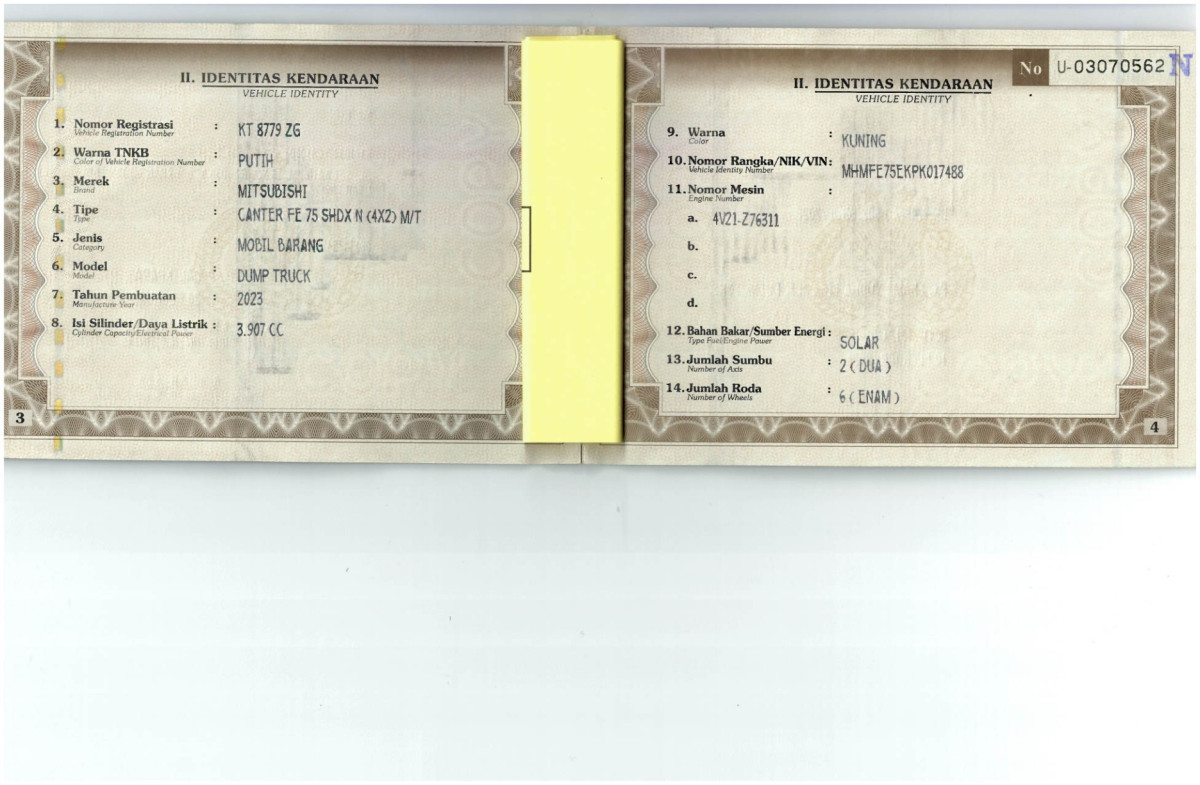 II. IDENTITAS KENDARAAN
VEHICLE IDENTITY
1. Nomor Registrasi : KT 8779 ZG
Vehicle Registration Number
2. Warna TNKB : PUTIH
Color of Vehicle Registration Number
3. Merek : MITSUBISHI
Brand
4. Tipe : CANTER FE 75 SHDX N (4X2) M/T
Type
5. Jenis : MOBIL BARANG
Category
6. Model : DUMP TRUCK
Model
7. Tahun Pembuatan : 2023
Manufacture Year
8. Isi Silinder/Daya Listrik : 3.907 CC
Cylinder Capacity/Electrical Power
3
No U-03070562 N
II. IDENTITAS KENDARAAN
VEHICLE IDENTITY
9. Warna : KUNING
Color
10. Nomor Rangka/NIK/VIN: MHMFE75EKPK017488
Vehicle Identity Number
11. Nomor Mesin :
Engine Number
a. 4V21-Z76311
b.
c.
d.
12. Bahan Bakar/Sumber Energi : SOLAR
Type Fuel/Engine Power
13. Jumlah Sumbu : 2 ( DUA )
Number of Axis
14. Jumlah Roda : 6 ( ENAM )
Number of Wheels
4